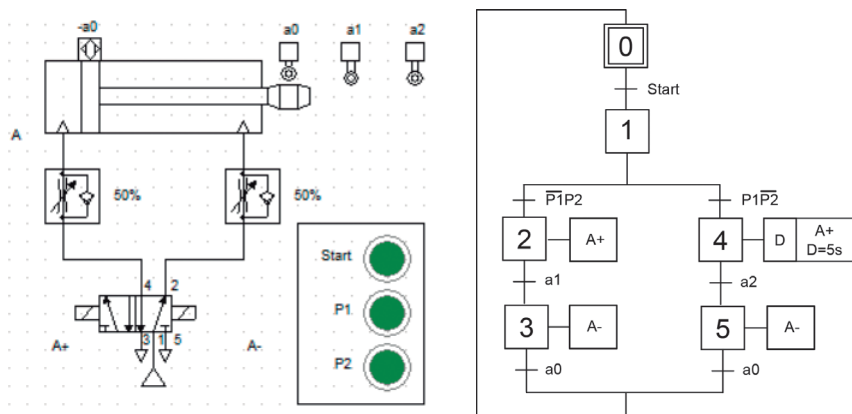 -a0
a0 a1 a2
A
50% 50%
4 2
3 1 5
A+ A-
Start
P1
P2
0
Start
1
P̅1P2 P1P̅2̅
2 A+ 4 D A+
D=5s
a1 a2
3 A- 5 A-
a0 a0